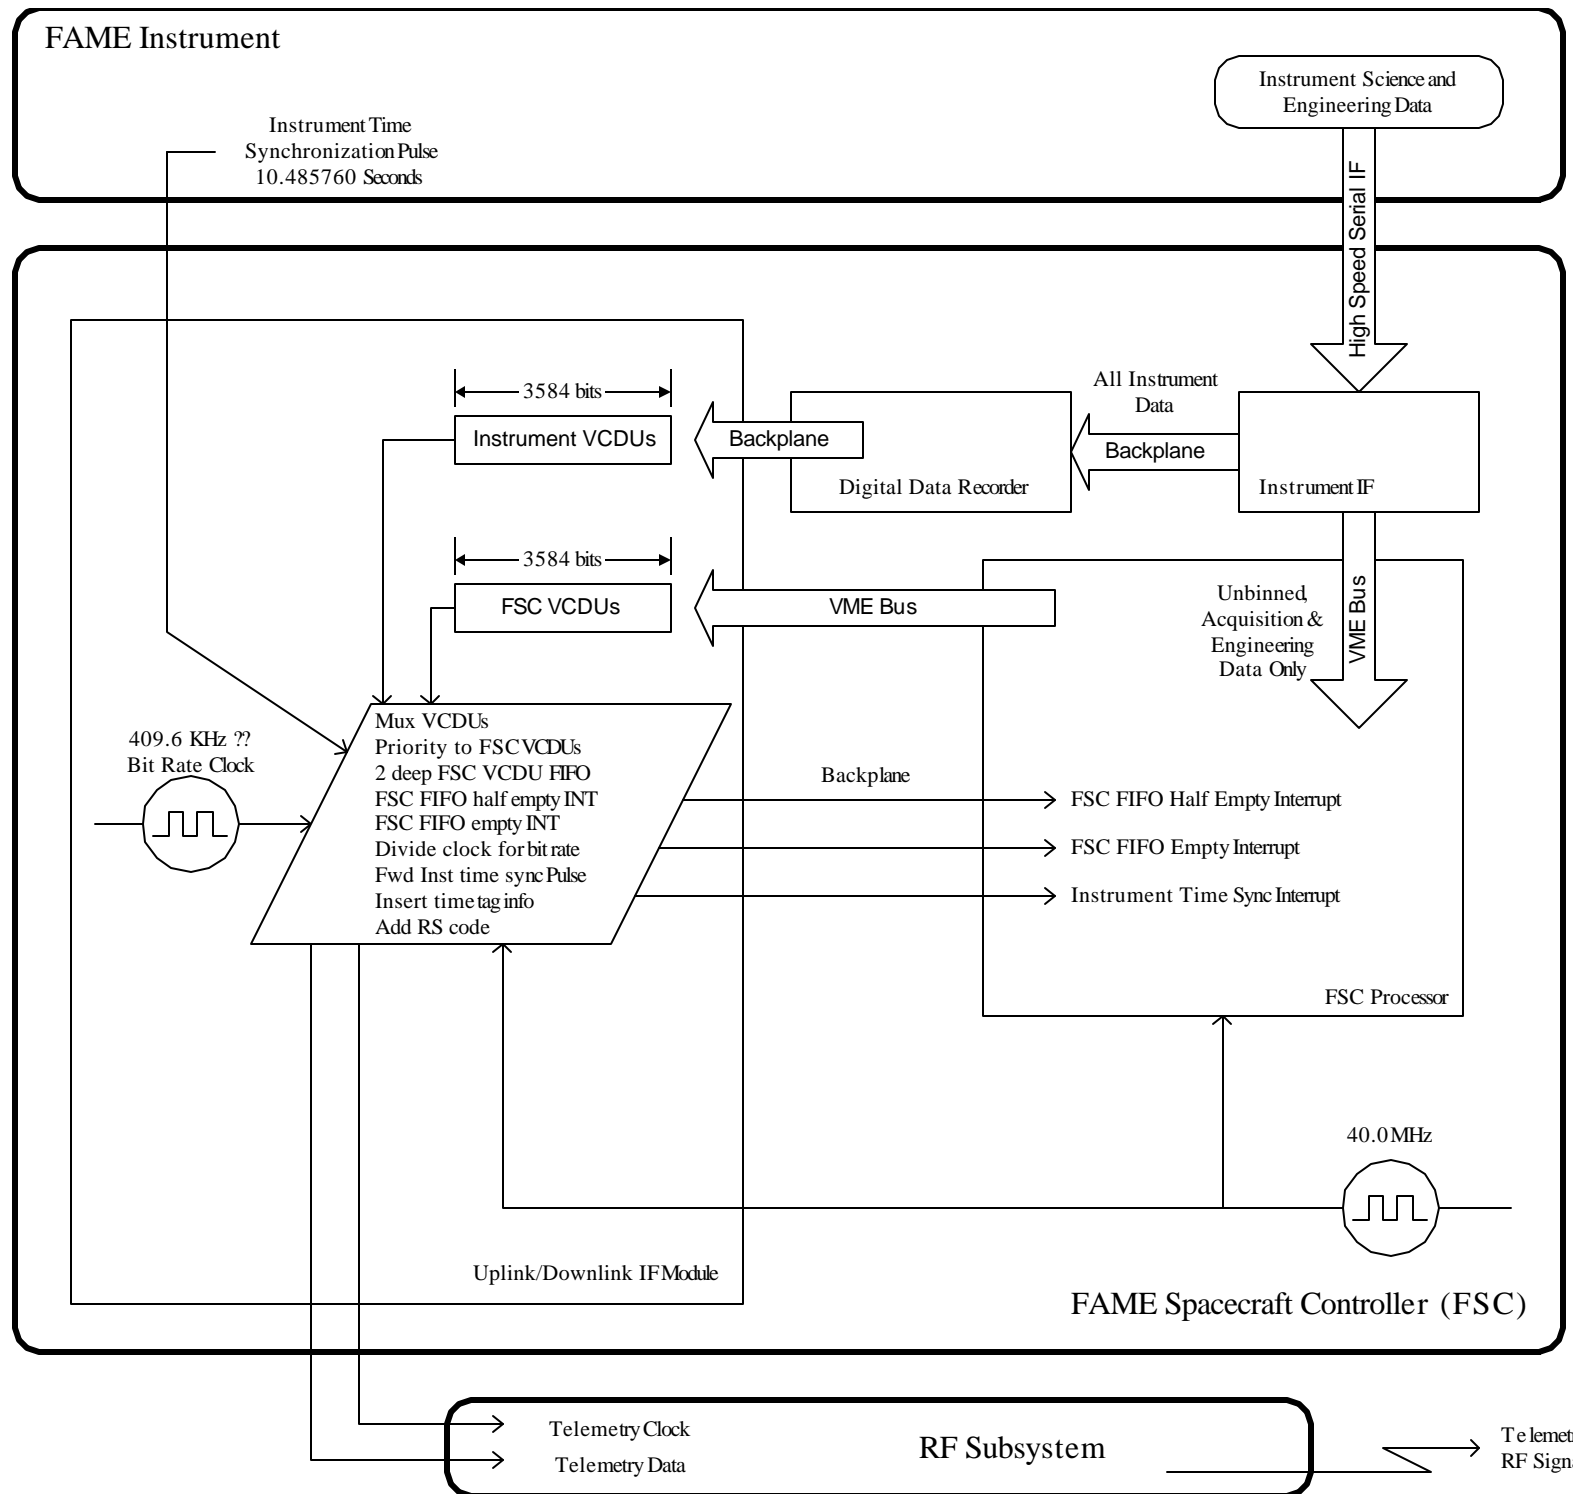 FAME Instrument
Instrument Science and
Engineering Data
Instrument Time
Synchronization Pulse
10.485760 Seconds
High Speed Serial IF
3584 bits
Instrument VCDUs
Backplane
Digital Data Recorder
All Instrument
Data
Backplane
Instrument IF
3584 bits
FSC VCDUs
VME Bus
Unbinned,
Acquisition &
Engineering
Data Only
VME Bus
409.6 KHz ??
Bit Rate Clock
Mux VCDUs
Priority to FSC VCDUs
2 deep FSC VCDU FIFO
FSC FIFO half empty INT
FSC FIFO empty INT
Divide clock for bit rate
Fwd Inst time sync Pulse
Insert time tag info
Add RS code
Backplane
FSC FIFO Half Empty Interrupt
FSC FIFO Empty Interrupt
Instrument Time Sync Interrupt
FSC Processor
40.0 MHz
Uplink/Downlink IF Module
FAME Spacecraft Controller (FSC)
Telemetry Clock
Telemetry Data
RF Subsystem
Telemet
RF Sign